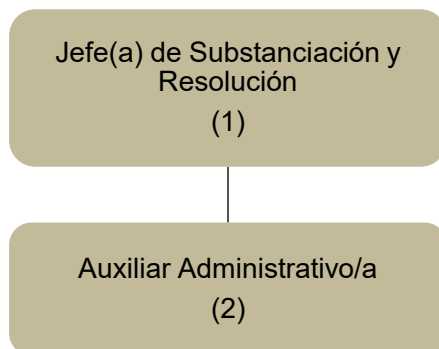 Jefe(a) de Substanciación y
Resolución
(1)
Auxiliar Administrativo/a
(2)